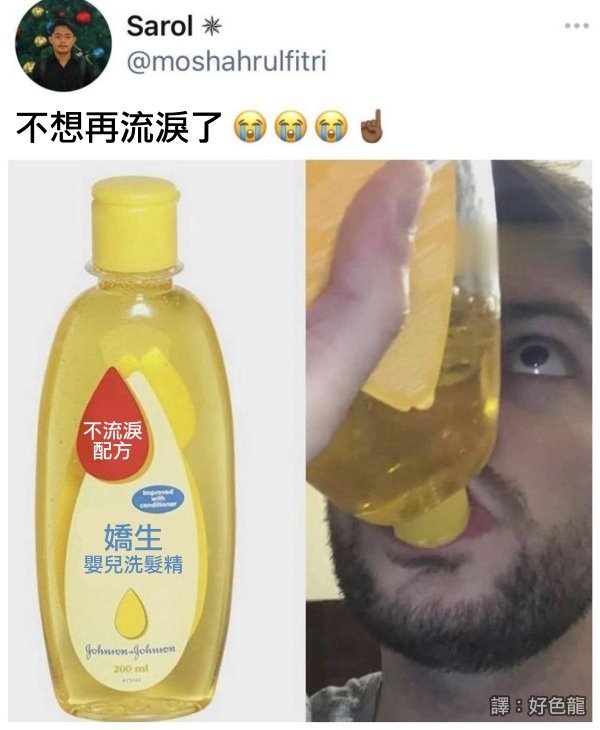 Sarol ✴
@moshahrulfitri
不想再流淚了 😭😭😭☝🏾
不流淚
配方
Improved
with
conditioner
嬌生
嬰兒洗髮精
Johnson & Johnson
200 ml
譯：好色龍